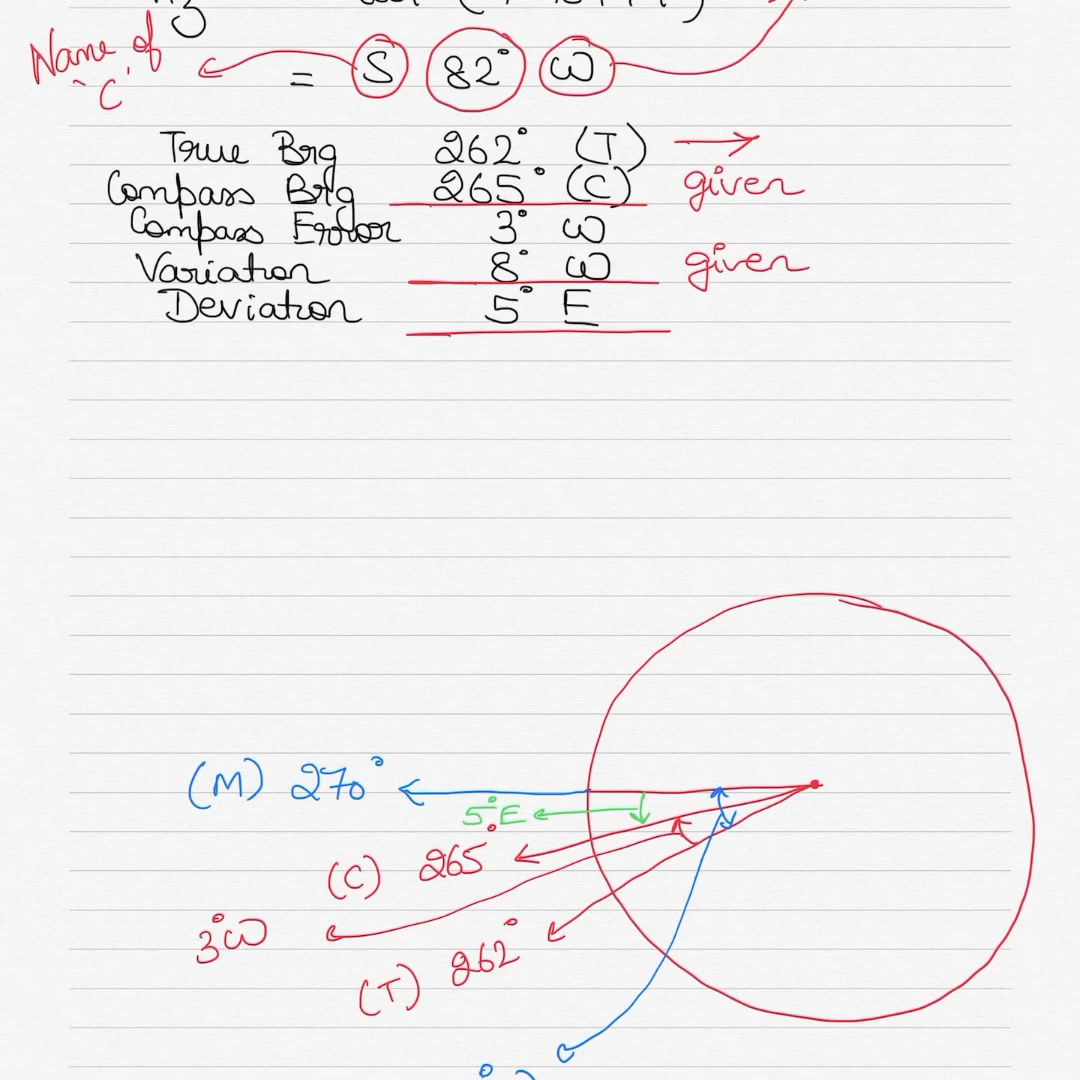 Name of
'C'
= S 82° W
True Brg 262° (T)
Compass Brg 265° (C) given
Compass Error 3° W
Variation 8° W given
Deviation 5° E
(M) 270°
5° E
(C) 265°
3° W
(T) 262°